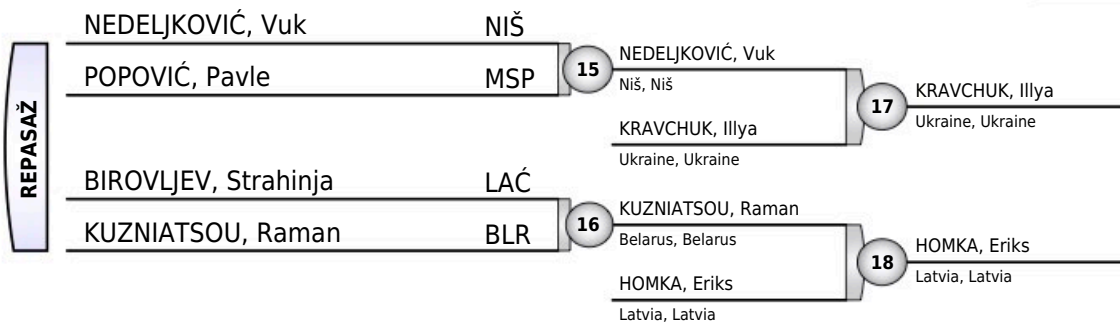 REPASAŽ
NEDELJKOVIĆ, Vuk NIŠ
POPOVIĆ, Pavle MSP
BIROVLJEV, Strahinja LAĆ
KUZNIATSOU, Raman BLR
15
NEDELJKOVIĆ, Vuk
Niš, Niš
KRAVCHUK, Illya
Ukraine, Ukraine
16
KUZNIATSOU, Raman
Belarus, Belarus
HOMKA, Eriks
Latvia, Latvia
17
KRAVCHUK, Illya
Ukraine, Ukraine
18
HOMKA, Eriks
Latvia, Latvia